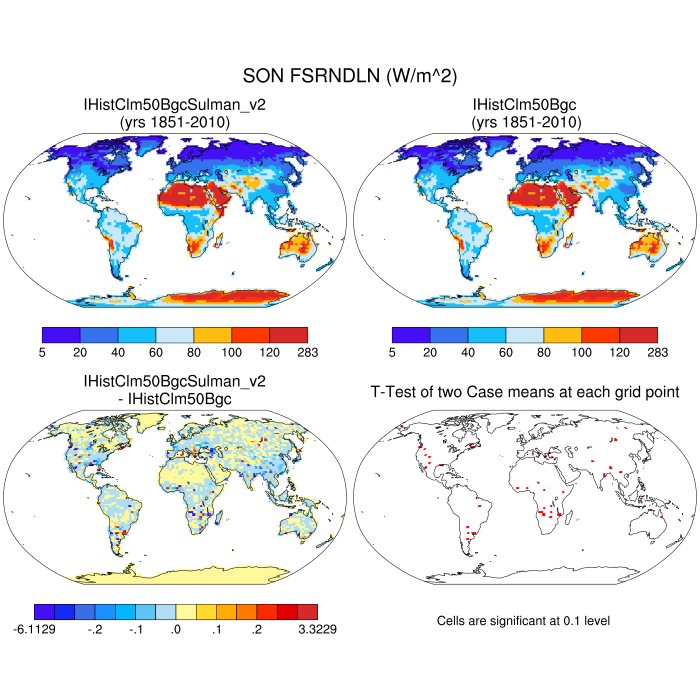 SON FSRNDLN (W/m^2)
IHistClm50BgcSulman_v2
(yrs 1851-2010)
IHistClm50Bgc
(yrs 1851-2010)
5 20 40 60 80 100 120 283
5 20 40 60 80 100 120 283
IHistClm50BgcSulman_v2
- IHistClm50Bgc
T-Test of two Case means at each grid point
-6.1129 -.2 -.1 .0 .1 .2 3.3229
Cells are significant at 0.1 level